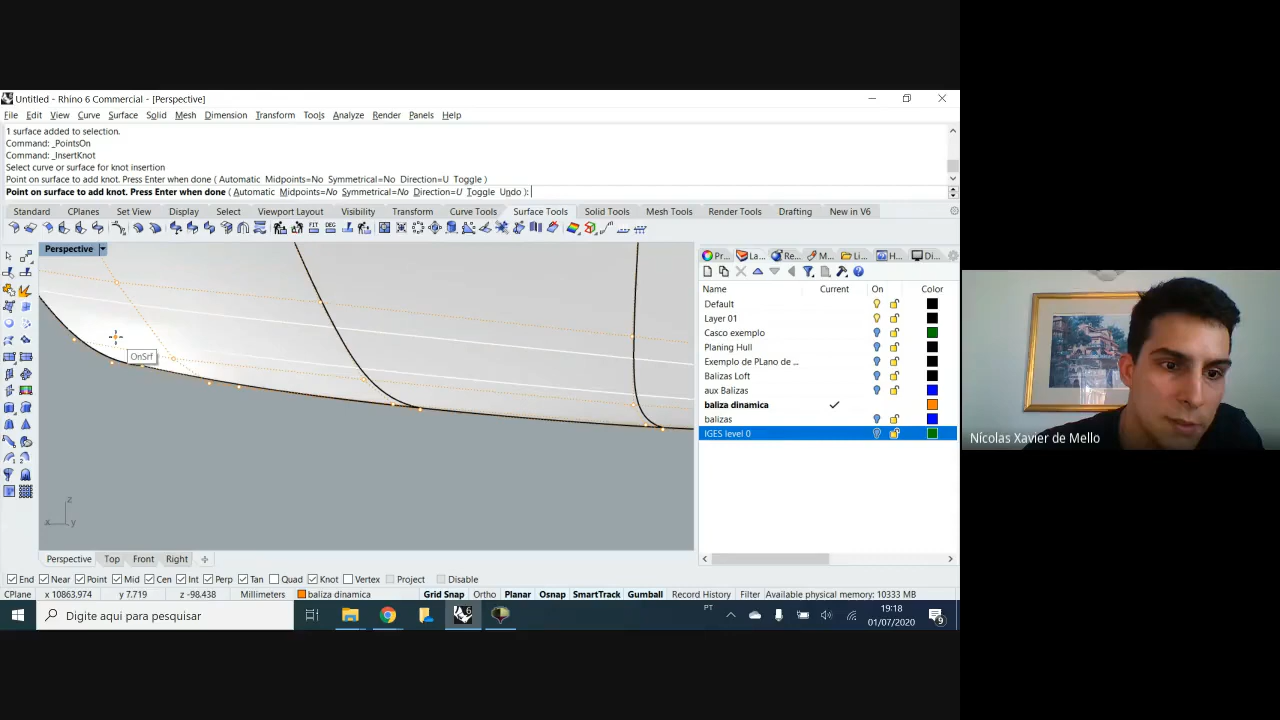 Untitled - Rhino 6 Commercial - [Perspective]
File Edit View Curve Surface Solid Mesh Dimension Transform Tools Analyze Render Panels Help
1 surface added to selection.
Command: _PointsOn
Command: _InsertKnot
Select curve or surface for knot insertion
Point on surface to add knot. Press Enter when done ( Automatic Midpoints=No Symmetrical=No Direction=U Toggle )
Point on surface to add knot. Press Enter when done ( Automatic Midpoints=No Symmetrical=No Direction=U Toggle Undo ):
Standard CPlanes Set View Display Select Viewport Layout Visibility Transform Curve Tools Surface Tools Solid Tools Mesh Tools Render Tools Drafting New in V6
Perspective
Pr... La... Re... M... Li... H... Di...
Name Current On Color
Default
Layer 01
Casco exemplo
Planing Hull
Exemplo de PLano de ...
Balizas Loft
aux Balizas
baliza dinamica
balizas
IGES level 0
OnSrf
z
x y
Perspective Top Front Right
End Near Point Mid Cen Int Perp Tan Quad Knot Vertex Project Disable
CPlane x 10863.974 y 7.719 z -98.438 Millimeters baliza dinamica Grid Snap Ortho Planar Osnap SmartTrack Gumball Record History Filter Available physical memory: 10333 MB
Digite aqui para pesquisar
PT
19:18
01/07/2020
9
Nícolas Xavier de Mello